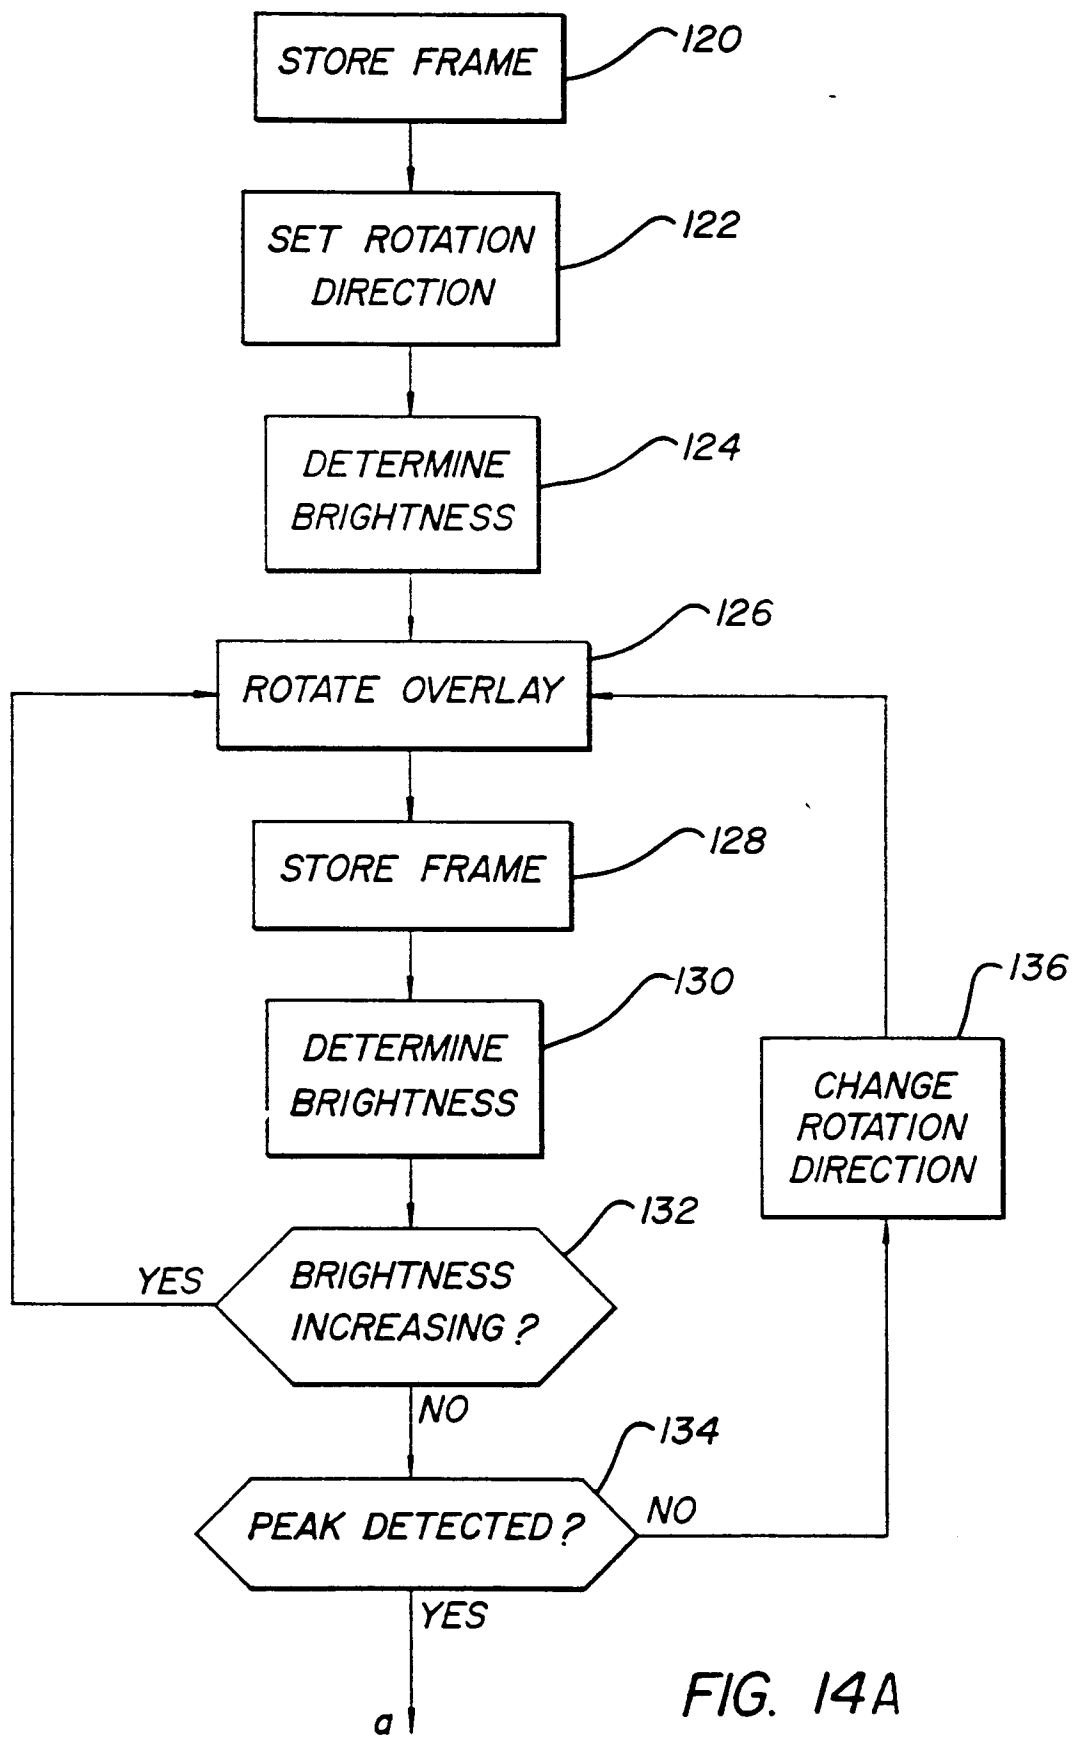 STORE FRAME
120
SET ROTATION
DIRECTION
122
DETERMINE
BRIGHTNESS
124
ROTATE OVERLAY
126
STORE FRAME
128
DETERMINE
BRIGHTNESS
130
CHANGE
ROTATION
DIRECTION
136
BRIGHTNESS
INCREASING?
132
YES
NO
PEAK DETECTED?
134
NO
YES
a
FIG. 14A